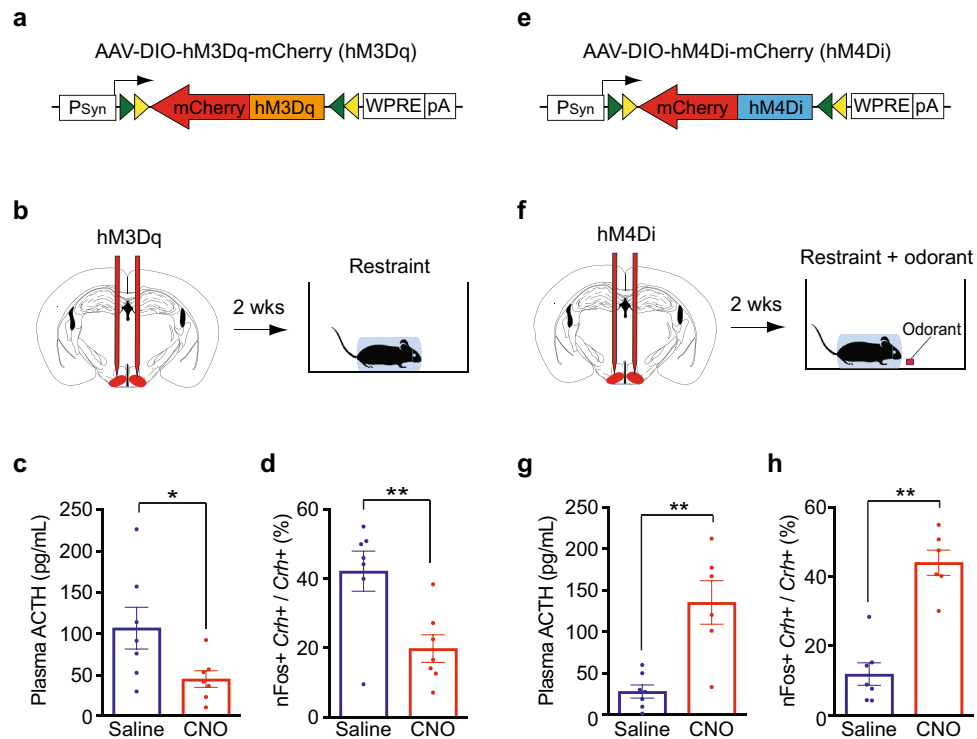 a
AAV-DIO-hM3Dq-mCherry (hM3Dq)
PSyn mCherry hM3Dq WPRE pA
e
AAV-DIO-hM4Di-mCherry (hM4Di)
PSyn mCherry hM4Di WPRE pA
b
hM3Dq
2 wks
Restraint
f
hM4Di
2 wks
Restraint + odorant
Odorant
c
Plasma ACTH (pg/mL)
250
200
150
100
50
0
*
Saline CNO
d
nFos+ Crh+ / Crh+ (%)
60
40
20
0
**
Saline CNO
g
Plasma ACTH (pg/mL)
250
200
150
100
50
0
**
Saline CNO
h
nFos+ Crh+ / Crh+ (%)
60
40
20
0
**
Saline CNO